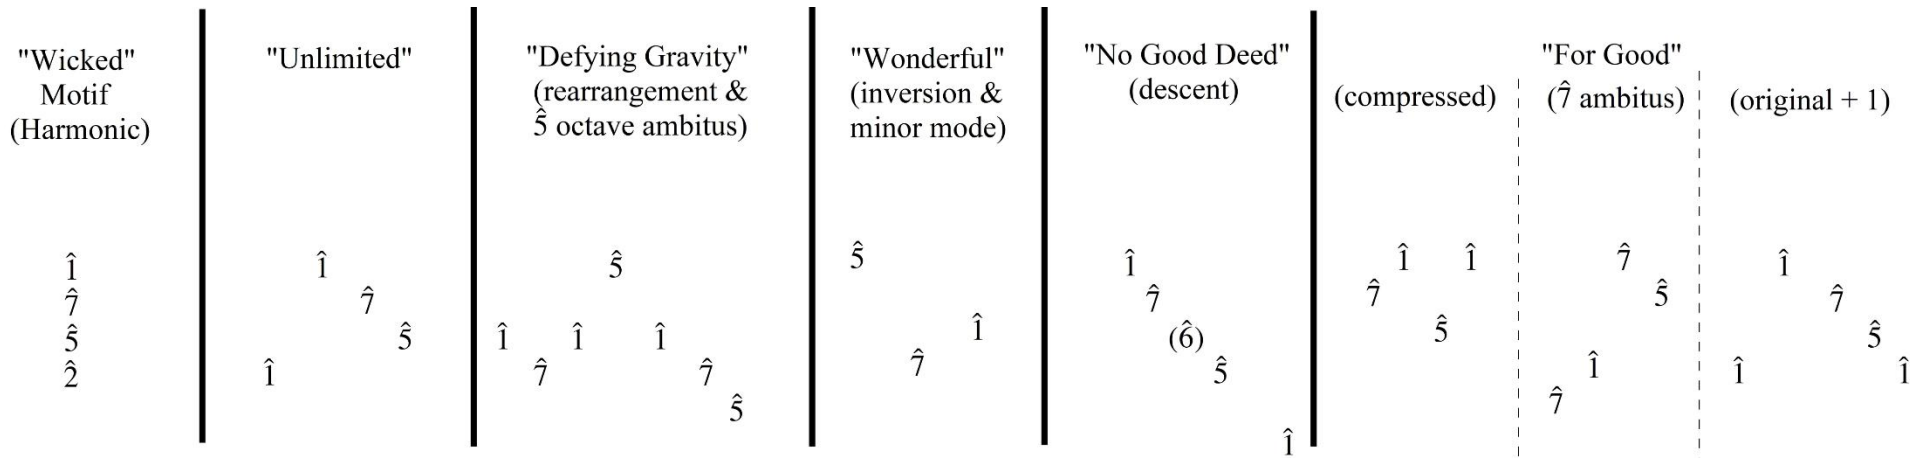 "Wicked"
Motif
(Harmonic)
1̂
7̂
5̂
2̂
"Unlimited"
1̂ 1̂ 7̂ 5̂
"Defying Gravity"
(rearrangement &
5̂ octave ambitus)
1̂ 7̂ 1̂ 5̂ 1̂ 7̂ 5̂
"Wonderful"
(inversion &
minor mode)
5̂ 7̂ 1̂
"No Good Deed"
(descent)
1̂ 7̂ (6̂) 5̂ 1̂
"For Good"
(compressed)
7̂ 1̂ 5̂ 1̂
(7̂ ambitus)
7̂ 1̂ 7̂ 5̂
(original + 1)
1̂ 1̂ 7̂ 5̂ 1̂